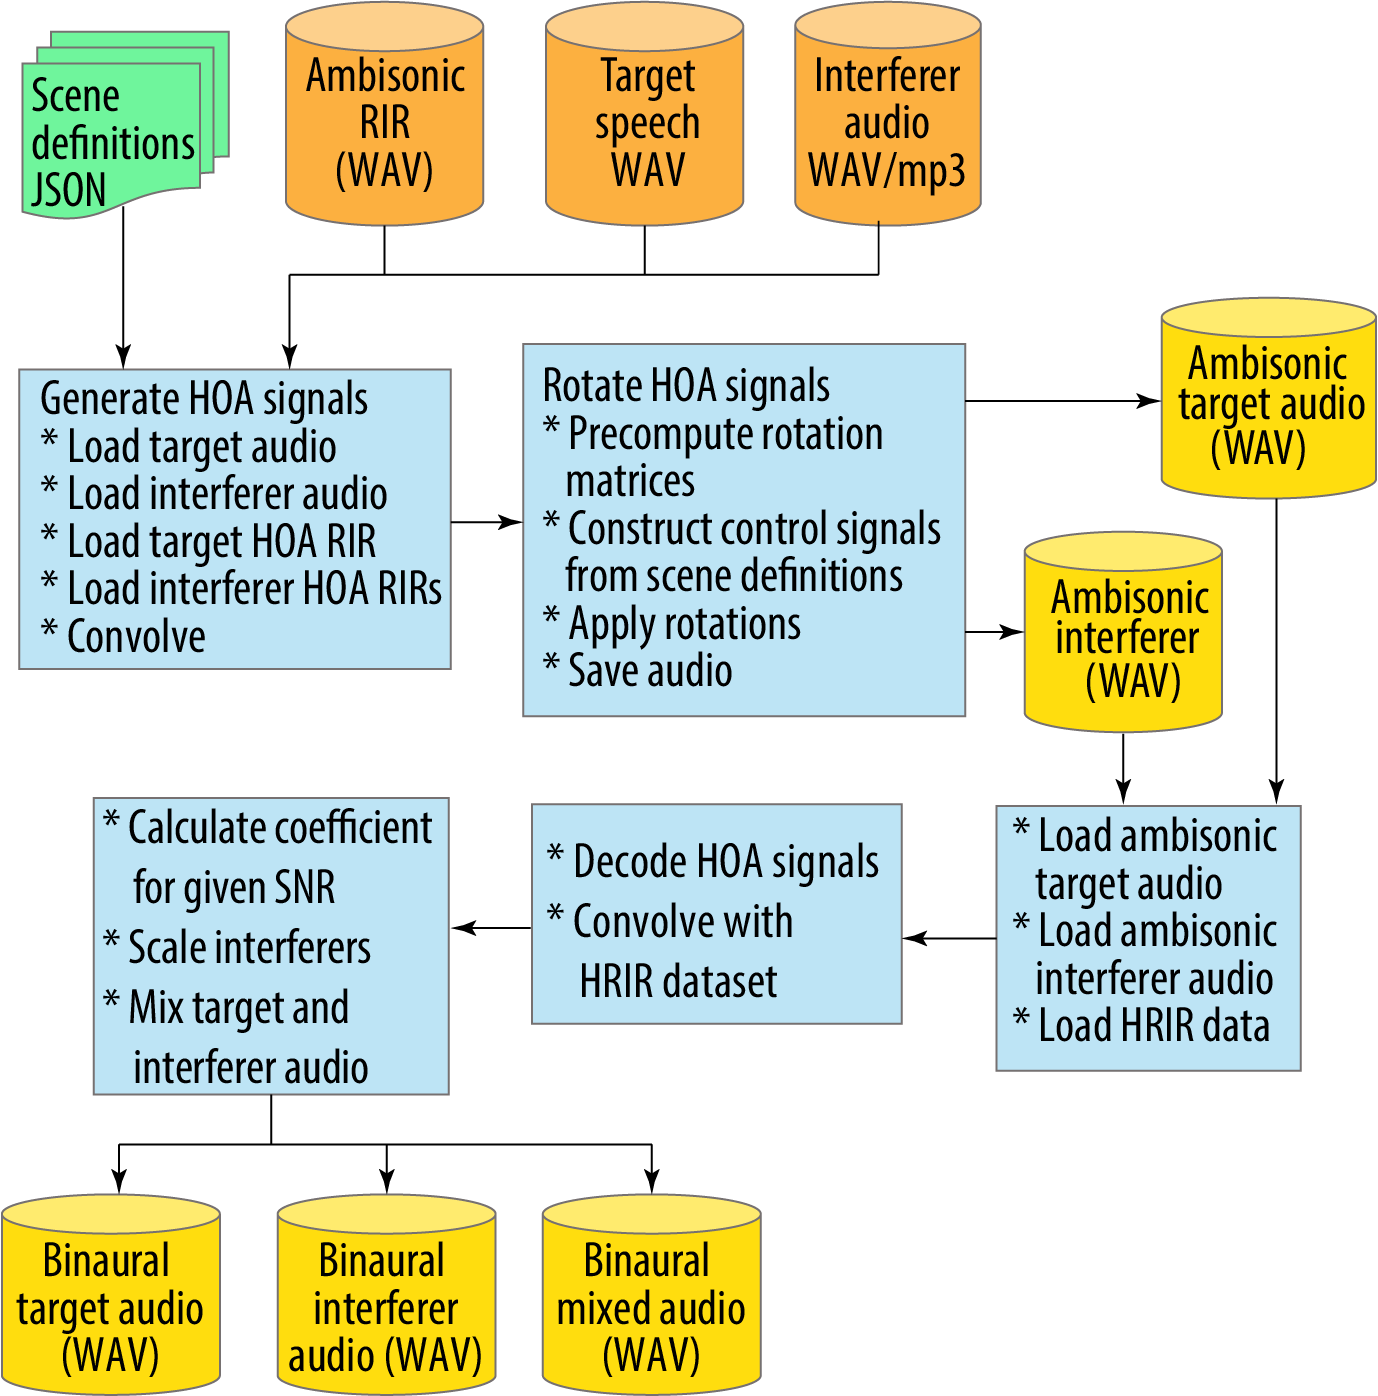 Scene
definitions
JSON
Ambisonic
RIR
(WAV)
Target
speech
WAV
Interferer
audio
WAV/mp3
Generate HOA signals
* Load target audio
* Load interferer audio
* Load target HOA RIR
* Load interferer HOA RIRs
* Convolve
Rotate HOA signals
* Precompute rotation
matrices
* Construct control signals
from scene definitions
* Apply rotations
* Save audio
Ambisonic
target audio
(WAV)
Ambisonic
interferer
(WAV)
* Load ambisonic
target audio
* Load ambisonic
interferer audio
* Load HRIR data
* Decode HOA signals
* Convolve with
HRIR dataset
* Calculate coefficient
for given SNR
* Scale interferers
* Mix target and
interferer audio
Binaural
target audio
(WAV)
Binaural
interferer
audio (WAV)
Binaural
mixed audio
(WAV)